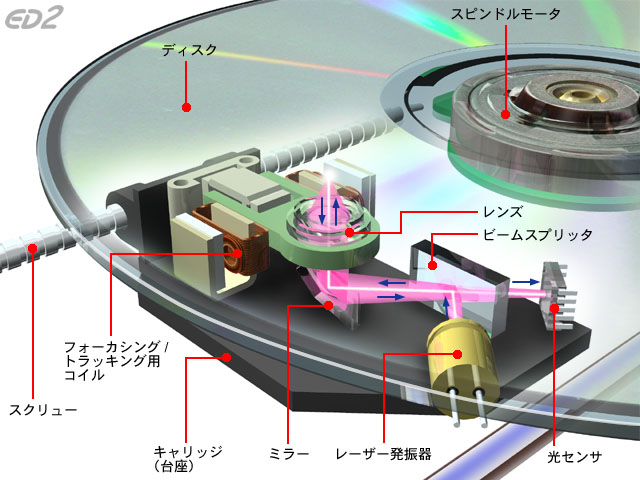 ED2
スピンドルモータ
ディスク
レンズ
ビームスプリッタ
フォーカシング/
トラッキング用
コイル
スクリュー
キャリッジ
(台座)
ミラー
レーザー発振器
光センサ